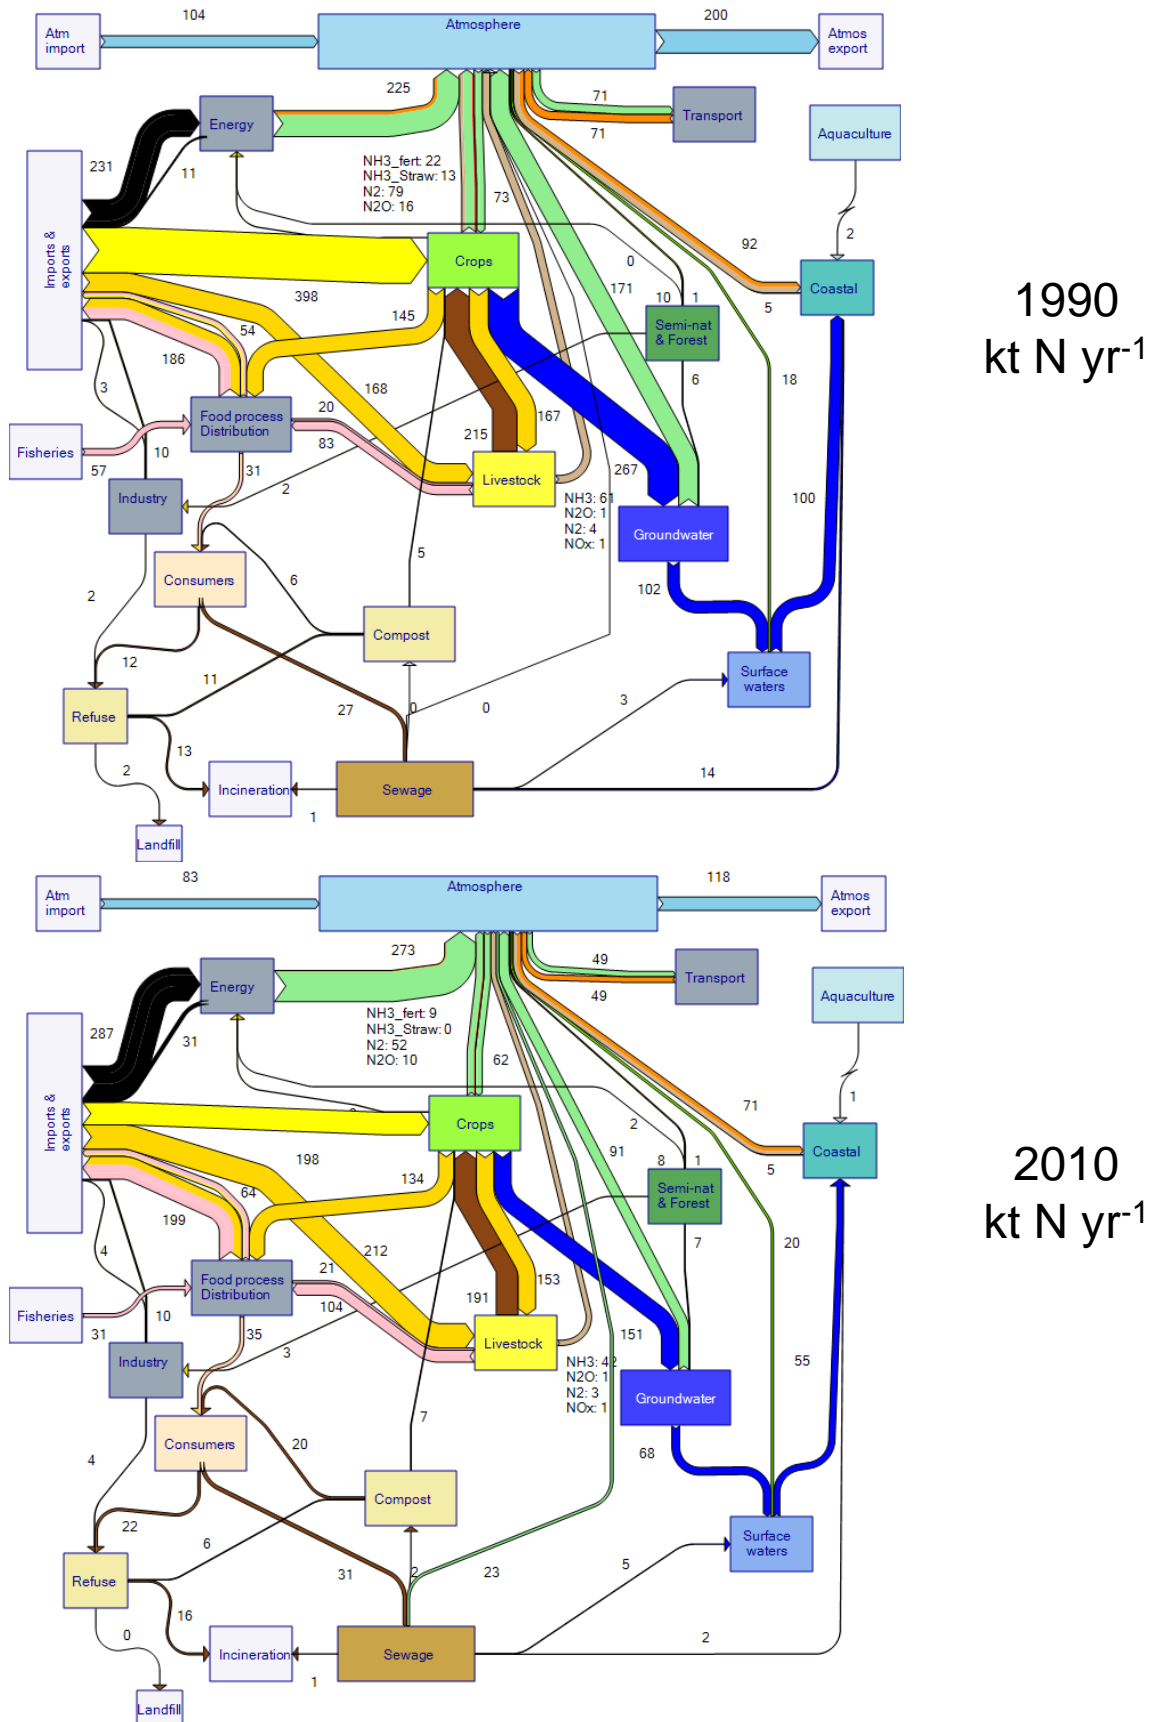 104
Atmosphere
200
Atm
import
Atmos
export
225
71
71
Transport
Aquaculture
Energy
231
11
NH3_fert: 22
NH3_Straw: 13
N2: 79
N2O: 16
73
Imports &
exports
Crops
0
92
2
Coastal
398
171
10
1
5
1990
kt N yr-1
54
145
Semi-nat
& Forest
186
3
168
6
18
20
Food process
Distribution
83
215
167
Fisheries
57
10
31
2
267
Livestock
Industry
NH3: 61
N2O: 1
N2: 4
NOx: 1
100
Groundwater
Consumers
6
5
102
2
Compost
12
11
Surface
waters
Refuse
27
0
0
3
13
2
14
Incineration
Sewage
1
Landfill
83
118
Atm
import
Atmosphere
Atmos
export
273
49
49
Transport
Aquaculture
Energy
287
31
NH3_fert: 9
NH3_Straw: 0
N2: 52
N2O: 10
62
Imports &
exports
Crops
2
71
1
Coastal
198
91
8
1
5
2010
kt N yr-1
64
134
Semi-nat
& Forest
199
4
212
7
20
21
Food process
Distribution
104
191
153
Fisheries
31
10
35
3
151
Livestock
55
Industry
NH3: 42
N2O: 1
N2: 3
NOx: 1
Groundwater
Consumers
20
7
68
4
Compost
22
6
Surface
waters
Refuse
31
2
23
5
16
0
2
Incineration
Sewage
1
Landfill